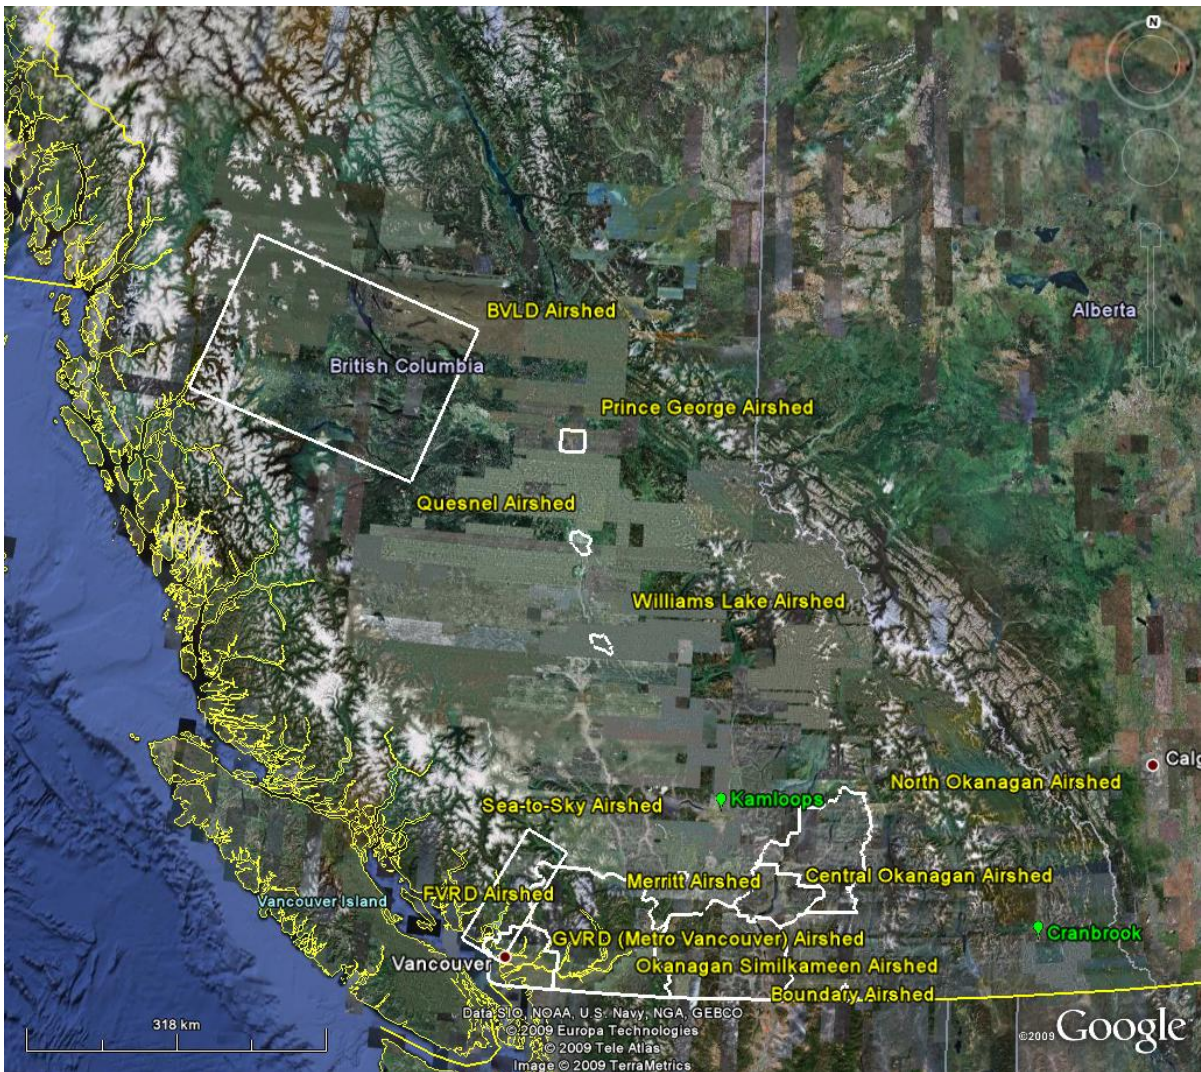 N
BVLD Airshed
Alberta
British Columbia
Prince George Airshed
Quesnel Airshed
Williams Lake Airshed
Calg
North Okanagan Airshed
Kamloops
Sea-to-Sky Airshed
Merritt Airshed
Central Okanagan Airshed
FVRD Airshed
Vancouver Island
Cranbrook
GVRD (Metro Vancouver) Airshed
Vancouver
Okanagan Similkameen Airshed
Boundary Airshed
318 km
Data SIO, NOAA, U.S. Navy, NGA, GEBCO
© 2009 Europa Technologies
© 2009 Tele Atlas
Image © 2009 TerraMetrics
©2009 Google